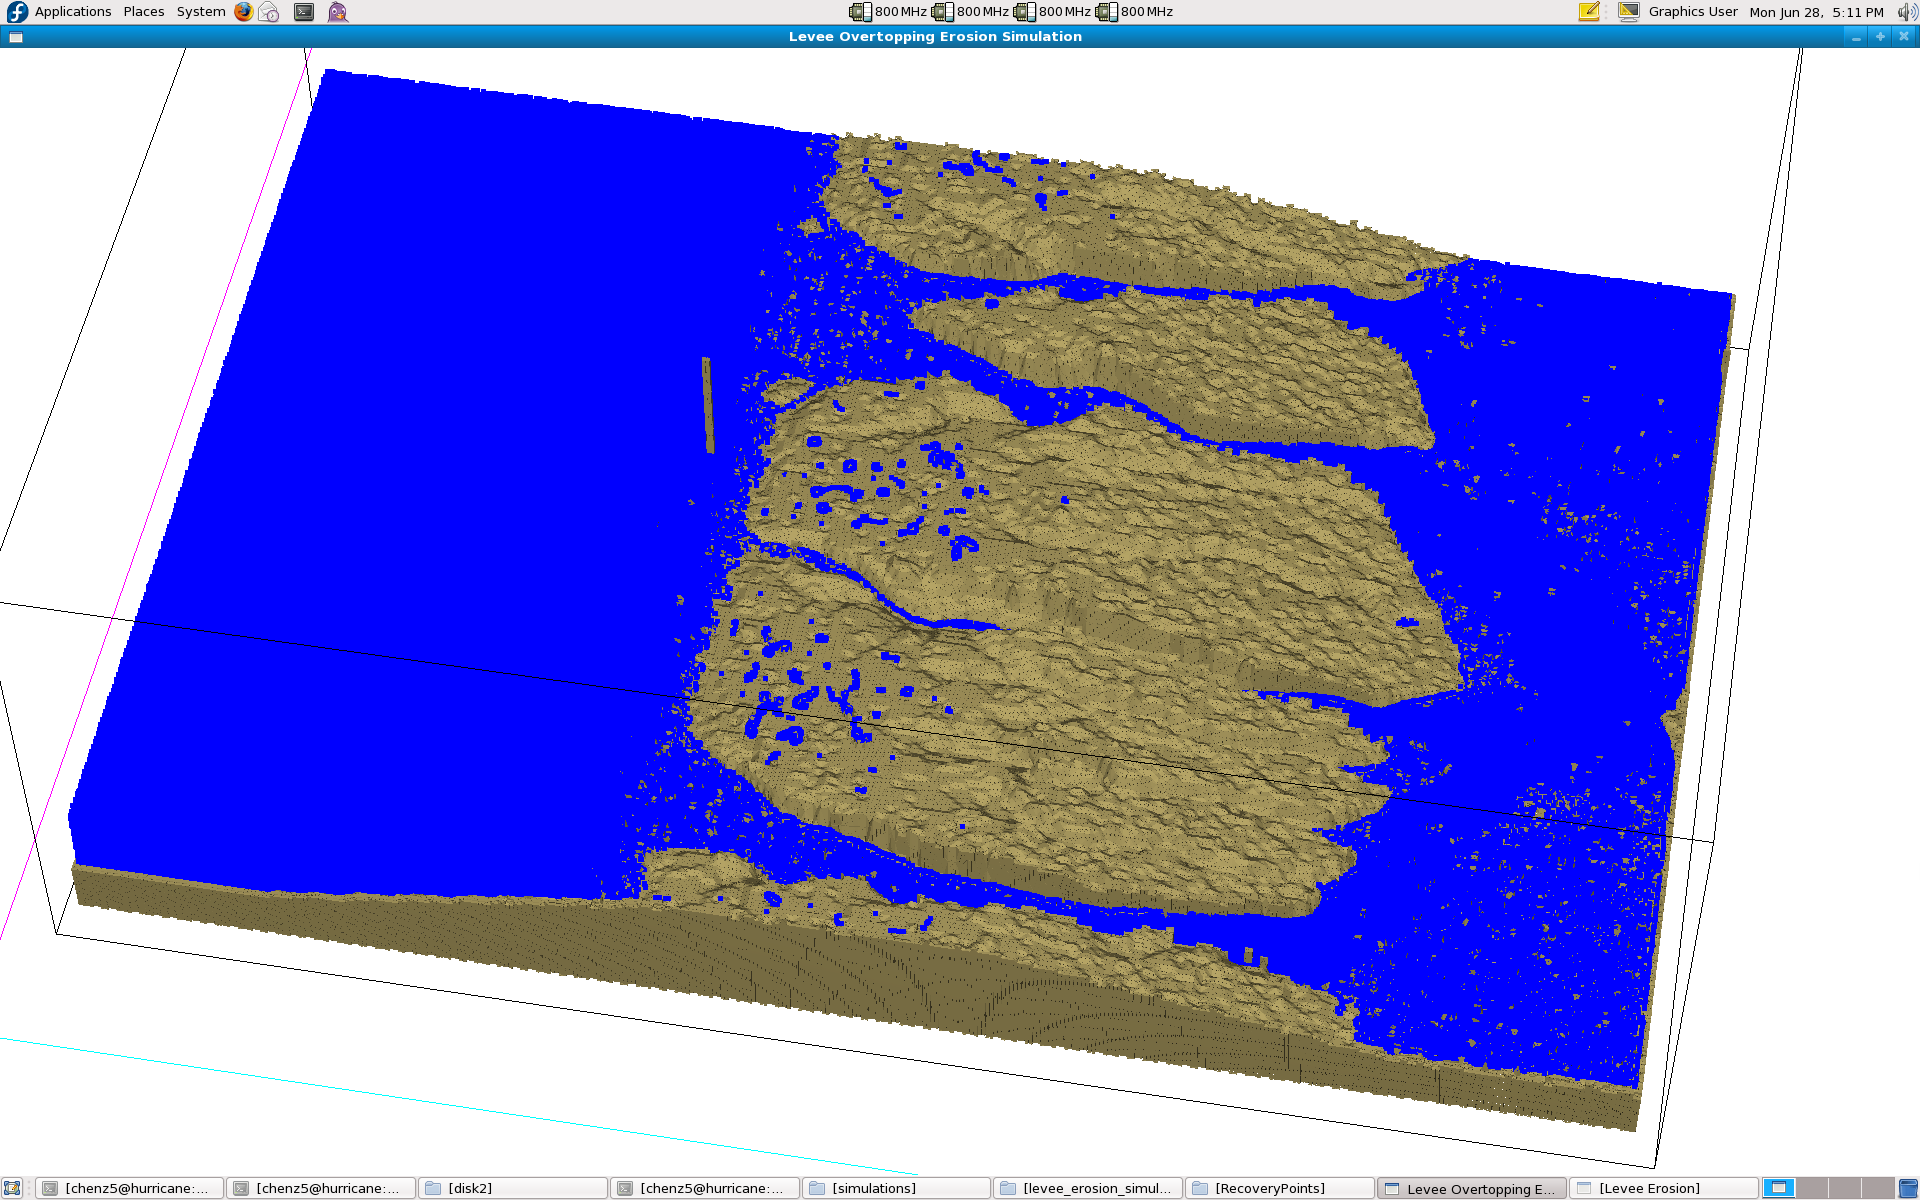 Applications Places System 800 MHz 800 MHz 800 MHz 800 MHz Graphics User Mon Jun 28, 5:11 PM
Levee Overtopping Erosion Simulation
[chenz5@hurricane:... [chenz5@hurricane:... [disk2] [chenz5@hurricane:... [simulations] [levee_erosion_simul... [RecoveryPoints] Levee Overtopping E... [Levee Erosion]